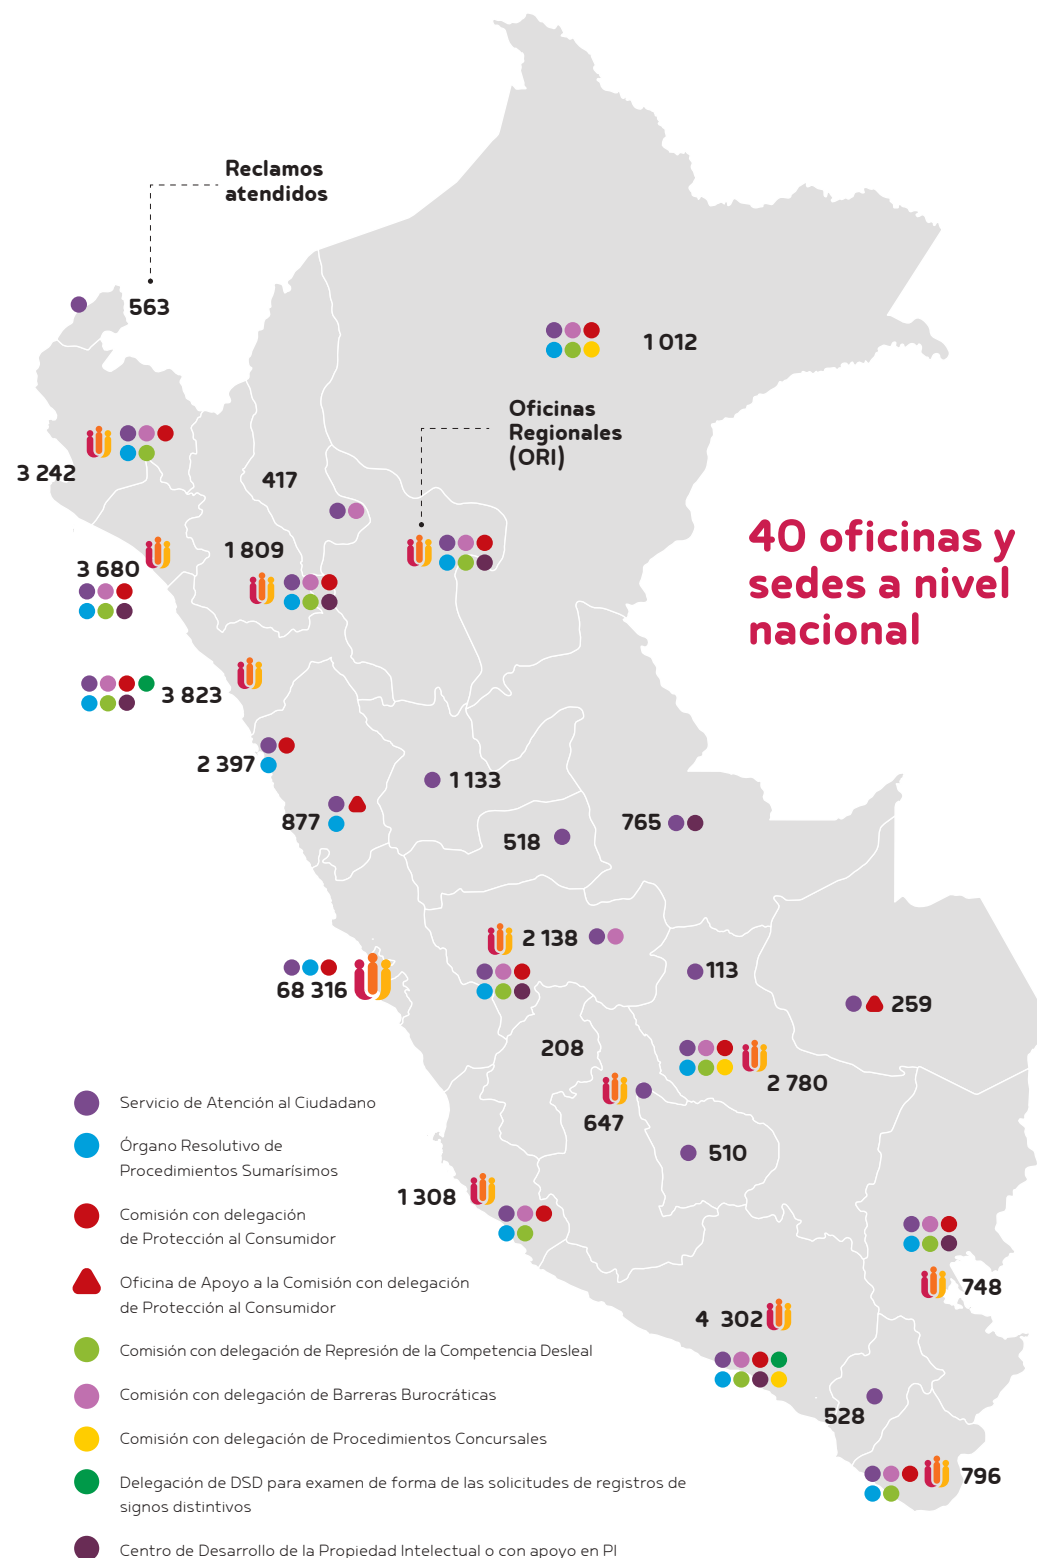 Reclamos
atendidos
563
1 012
Oficinas
Regionales
(ORI)
3 242
417
40 oficinas y
sedes a nivel
nacional
1 809
3 680
3 823
2 397
1 133
877
518
765
2 138
113
68 316
259
208
2 780
647
510
1 308
748
4 302
528
796
Servicio de Atención al Ciudadano
Órgano Resolutivo de
Procedimientos Sumarísimos
Comisión con delegación
de Protección al Consumidor
Oficina de Apoyo a la Comisión con delegación
de Protección al Consumidor
Comisión con delegación de Represión de la Competencia Desleal
Comisión con delegación de Barreras Burocráticas
Comisión con delegación de Procedimientos Concursales
Delegación de DSD para examen de forma de las solicitudes de registros de
signos distintivos
Centro de Desarrollo de la Propiedad Intelectual o con apoyo en PI